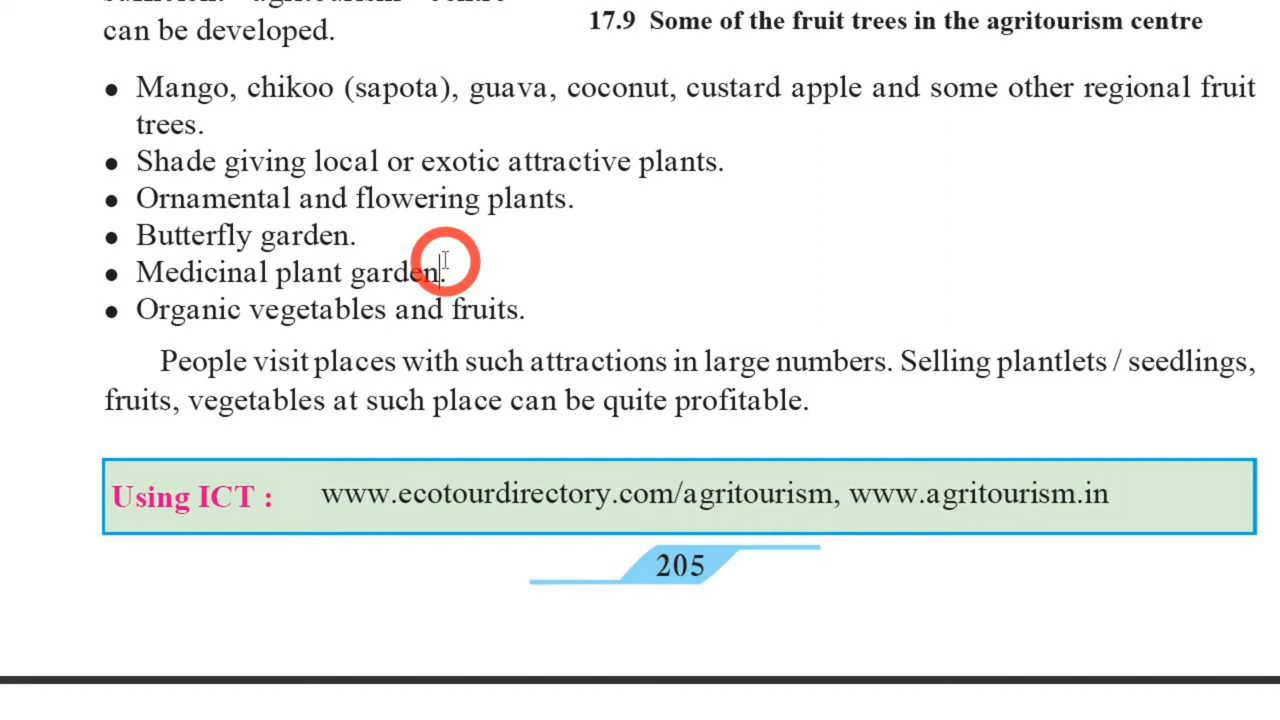 can be developed.
17.9 Some of the fruit trees in the agritourism centre
● Mango, chikoo (sapota), guava, coconut, custard apple and some other regional fruit
trees.
● Shade giving local or exotic attractive plants.
● Ornamental and flowering plants.
● Butterfly garden.
● Medicinal plant garden.
● Organic vegetables and fruits.
People visit places with such attractions in large numbers. Selling plantlets / seedlings,
fruits, vegetables at such place can be quite profitable.
Using ICT : www.ecotourdirectory.com/agritourism, www.agritourism.in
205